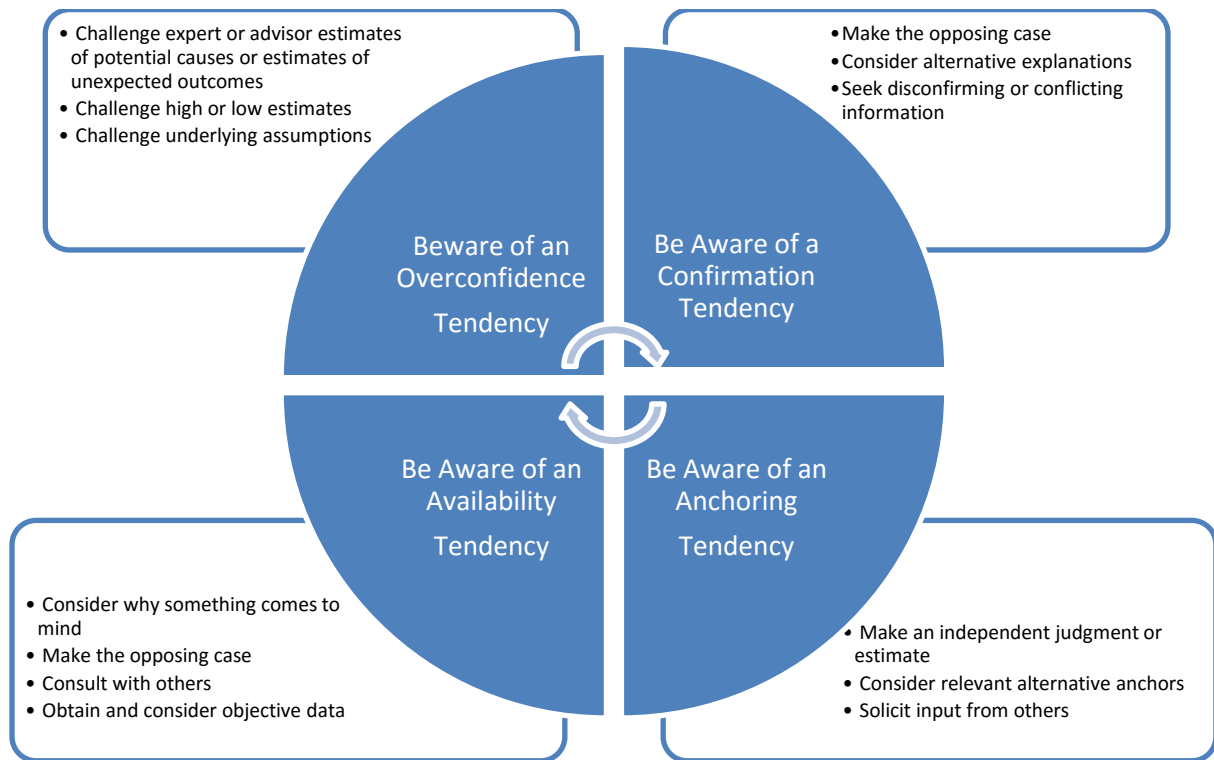 • Challenge expert or advisor estimates
of potential causes or estimates of
unexpected outcomes
• Challenge high or low estimates
• Challenge underlying assumptions
•Make the opposing case
•Consider alternative explanations
•Seek disconfirming or conflicting
information
Beware of an
Overconfidence
Tendency
Be Aware of a
Confirmation
Tendency
Be Aware of an
Availability
Tendency
Be Aware of an
Anchoring
Tendency
• Consider why something comes to
mind
• Make the opposing case
• Consult with others
• Obtain and consider objective data
• Make an independent judgment or
estimate
• Consider relevant alternative anchors
• Solicit input from others